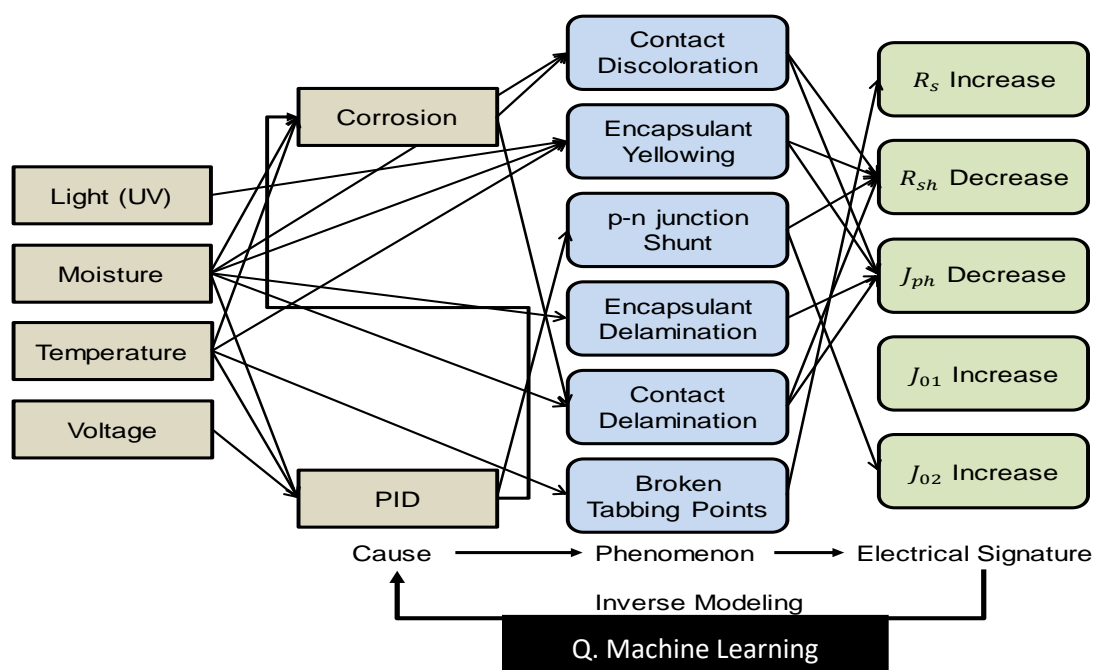 Light (UV)
Moisture
Temperature
Voltage
Corrosion
PID
Contact
Discoloration
Encapsulant
Yellowing
p-n junction
Shunt
Encapsulant
Delamination
Contact
Delamination
Broken
Tabbing Points
R_s Increase
R_sh Decrease
J_ph Decrease
J_01 Increase
J_02 Increase
Cause
Phenomenon
Electrical Signature
Inverse Modeling
Q. Machine Learning